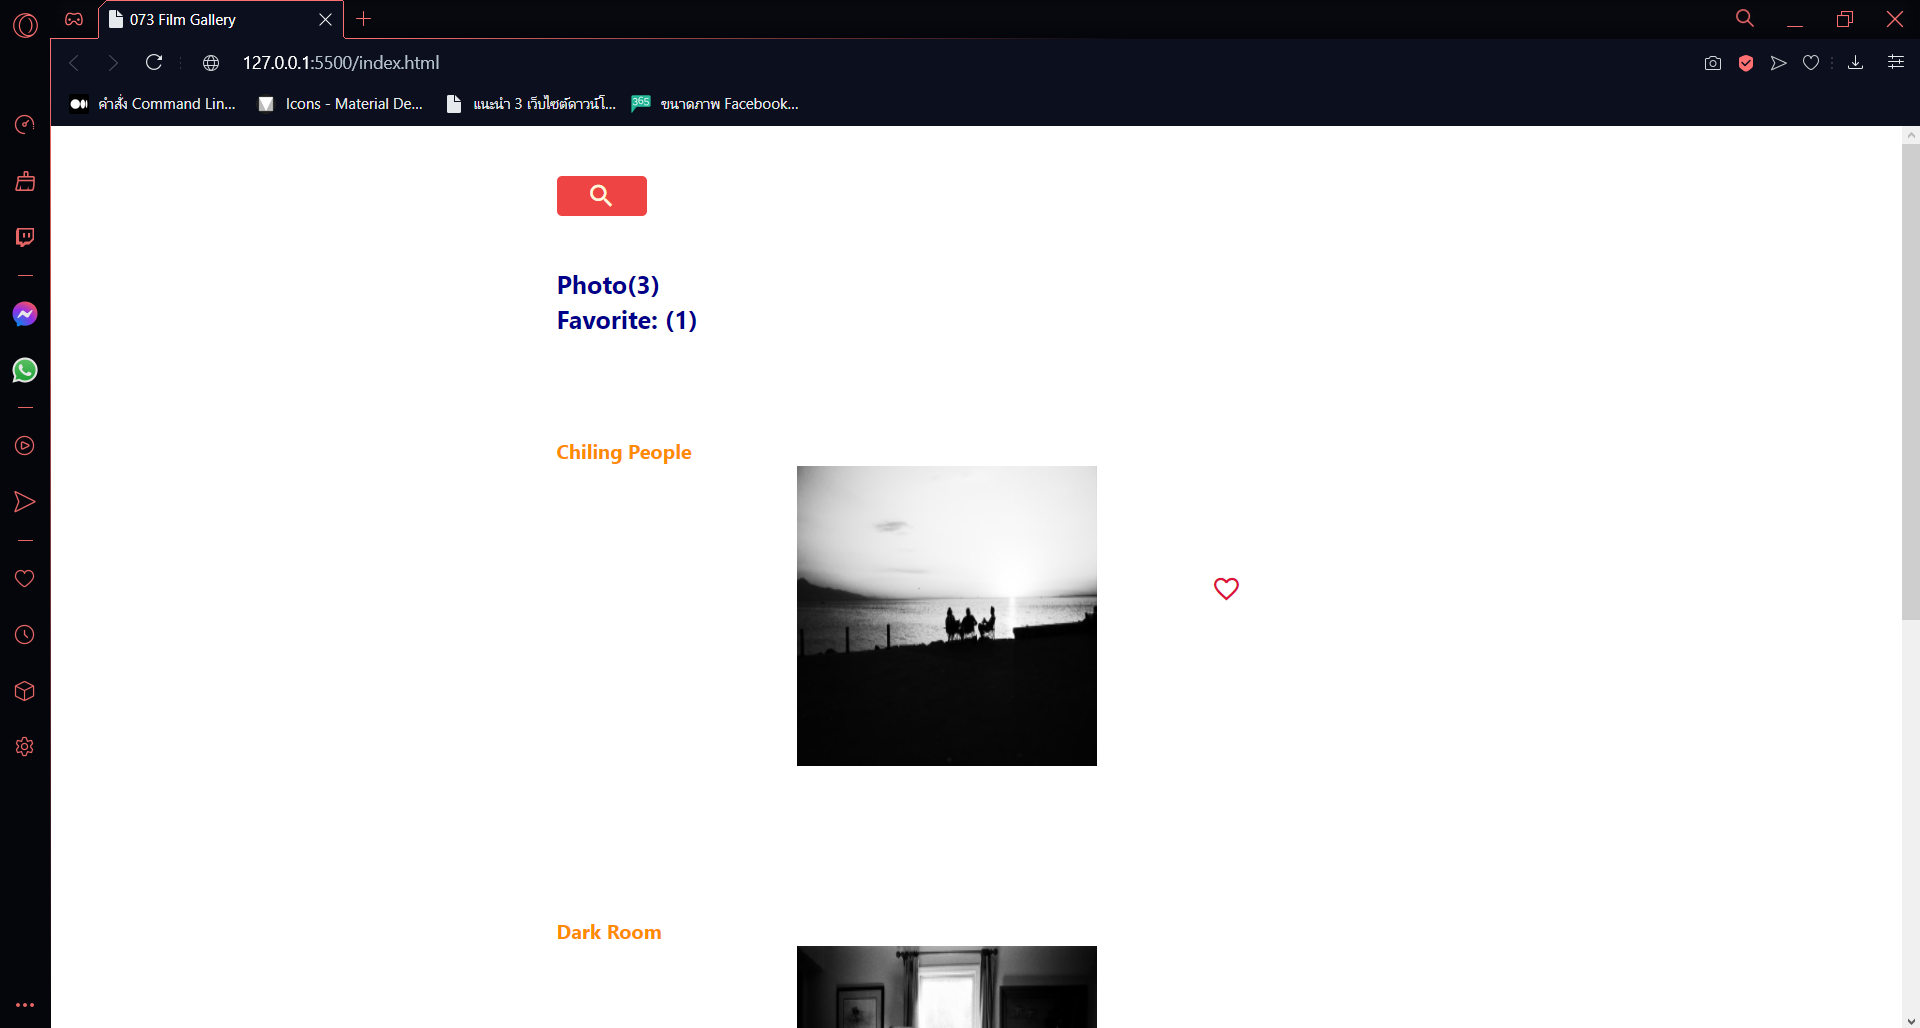 073 Film Gallery
127.0.0.1:5500/index.html
คำสั่ง Command Lin...
Icons - Material De...
แนะนำ 3 เว็บไซต์ดาวน์โ...
365
ขนาดภาพ Facebook...
Photo(3)
Favorite: (1)
Chiling People
Dark Room